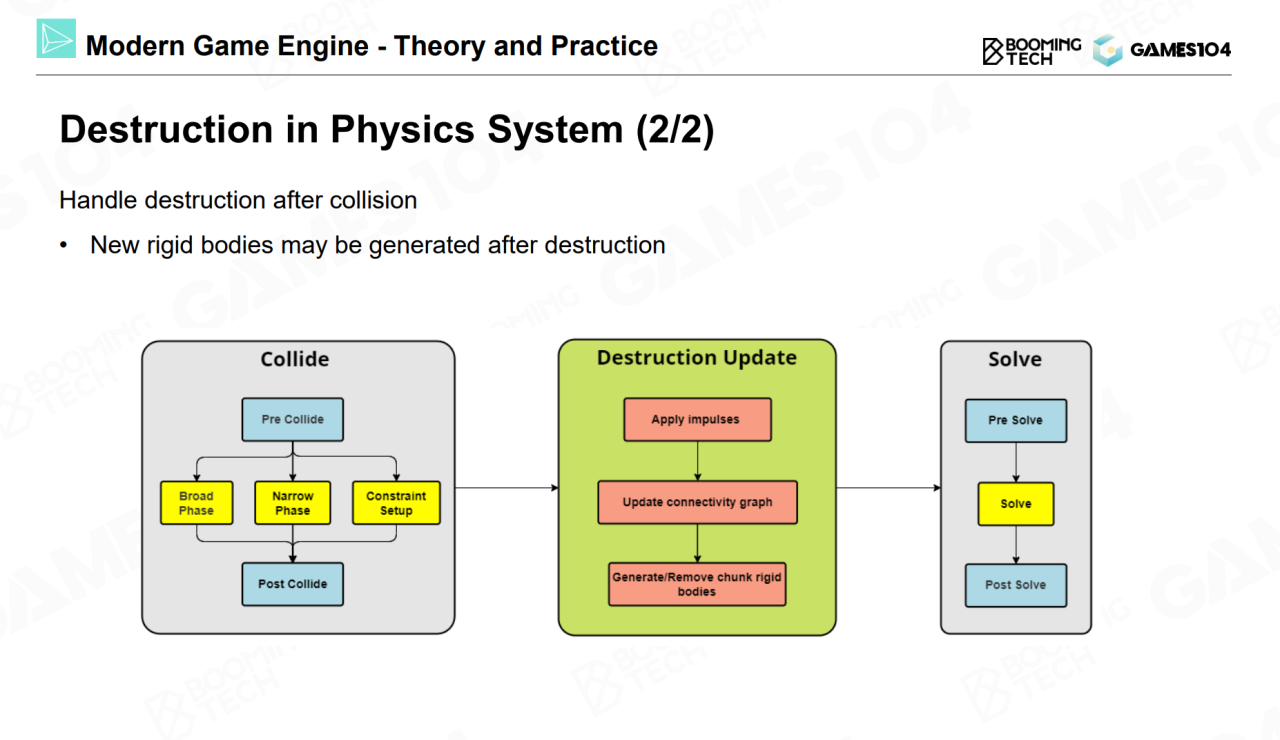 Modern Game Engine - Theory and Practice
BOOMING
TECH
GAMES104
Destruction in Physics System (2/2)
Handle destruction after collision
• New rigid bodies may be generated after destruction
Collide
Pre Collide
Broad
Phase
Narrow
Phase
Constraint
Setup
Post Collide
Destruction Update
Apply impulses
Update connectivity graph
Generate/Remove chunk rigid
bodies
Solve
Pre Solve
Solve
Post Solve